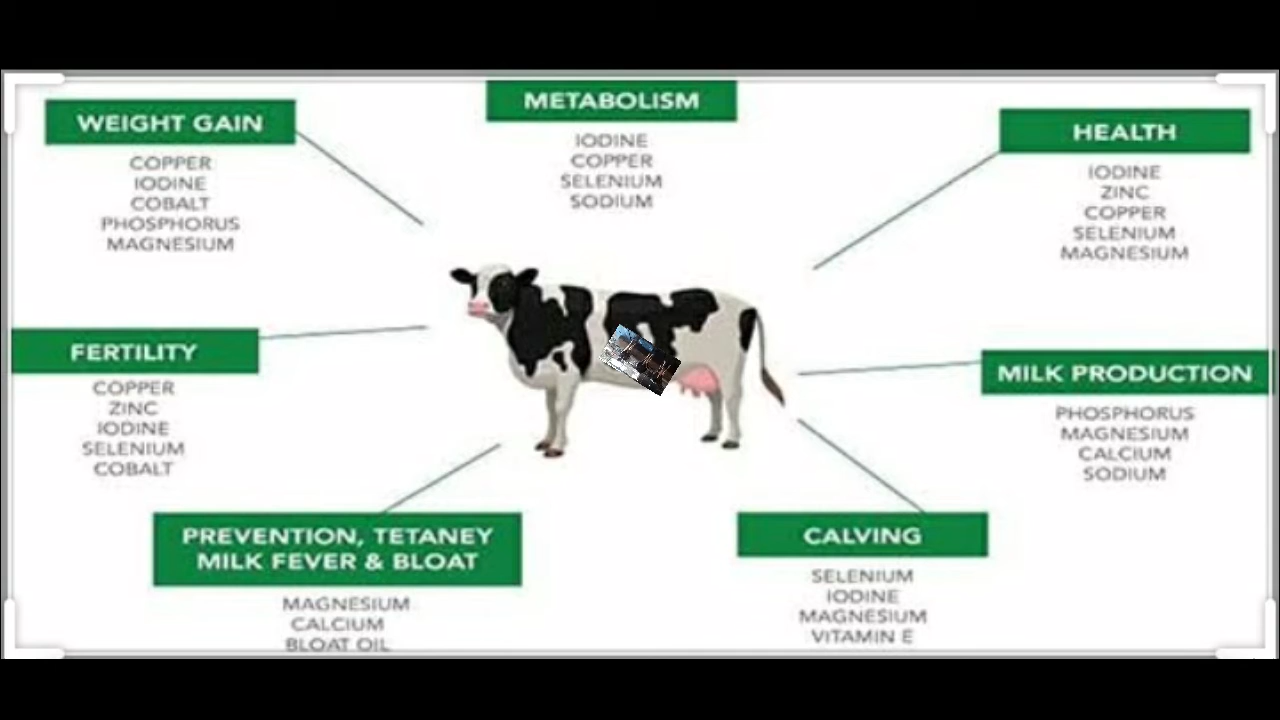 METABOLISM
IODINE
COPPER
SELENIUM
SODIUM
WEIGHT GAIN
COPPER
IODINE
COBALT
PHOSPHORUS
MAGNESIUM
HEALTH
IODINE
ZINC
COPPER
SELENIUM
MAGNESIUM
FERTILITY
COPPER
ZINC
IODINE
SELENIUM
COBALT
MILK PRODUCTION
PHOSPHORUS
MAGNESIUM
CALCIUM
SODIUM
PREVENTION, TETANEY
MILK FEVER & BLOAT
MAGNESIUM
CALCIUM
BLOAT OIL
CALVING
SELENIUM
IODINE
MAGNESIUM
VITAMIN E